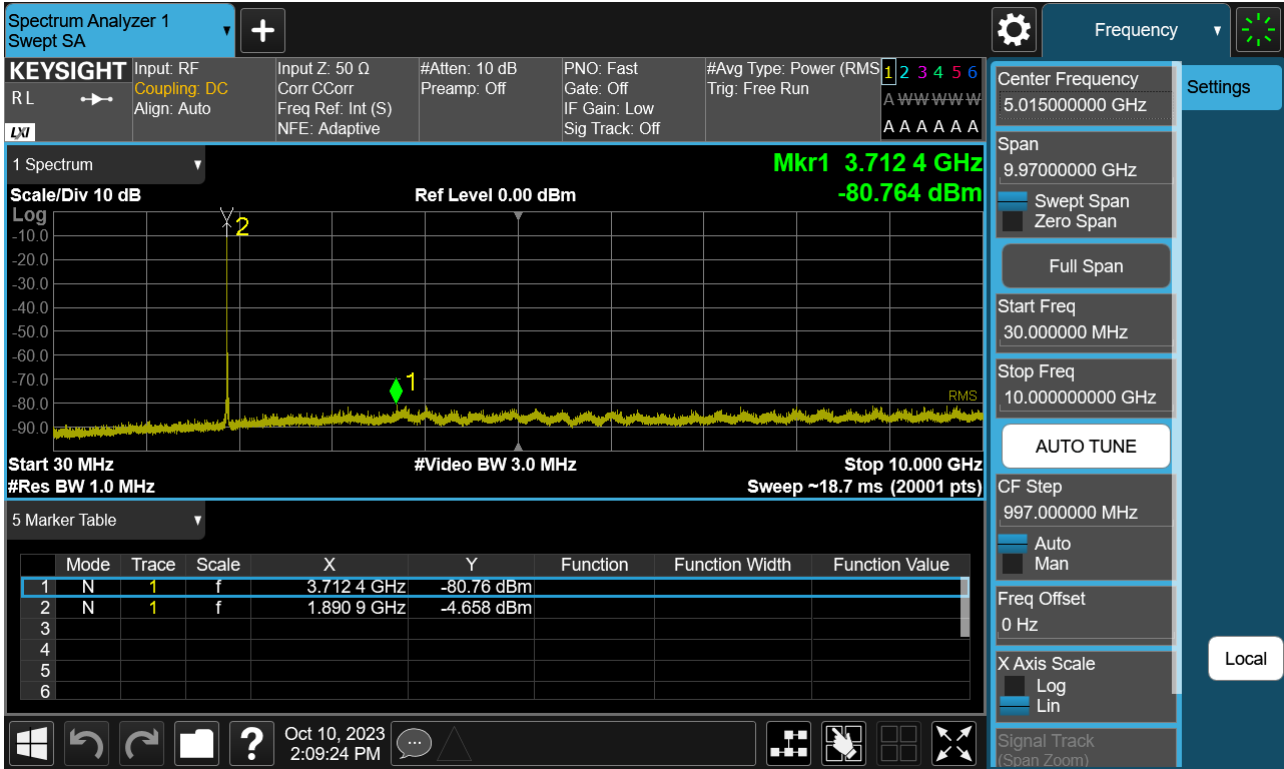 Spectrum Analyzer 1
Swept SA
Frequency
KEYSIGHT
R L
LXI
Input: RF
Coupling: DC
Align: Auto
Input Z: 50 Ω
Corr CCorr
Freq Ref: Int (S)
NFE: Adaptive
#Atten: 10 dB
Preamp: Off
PNO: Fast
Gate: Off
IF Gain: Low
Sig Track: Off
#Avg Type: Power (RMS
Trig: Free Run
1 2 3 4 5 6
A W W W W W
A A A A A A
1 Spectrum
Mkr1 3.712 4 GHz
-80.764 dBm
Scale/Div 10 dB
Ref Level 0.00 dBm
Log
-10.0
-20.0
-30.0
-40.0
-50.0
-60.0
-70.0
-80.0
-90.0
2
1
RMS
Start 30 MHz
#Video BW 3.0 MHz
Stop 10.000 GHz
#Res BW 1.0 MHz
Sweep ~18.7 ms (20001 pts)
5 Marker Table
Mode Trace Scale X Y Function Function Width Function Value
1 N 1 f 3.712 4 GHz -80.76 dBm
2 N 1 f 1.890 9 GHz -4.658 dBm
3
4
5
6
Oct 10, 2023
2:09:24 PM
Center Frequency
5.015000000 GHz
Span
9.97000000 GHz
Swept Span
Zero Span
Full Span
Start Freq
30.000000 MHz
Stop Freq
10.000000000 GHz
AUTO TUNE
CF Step
997.000000 MHz
Auto
Man
Freq Offset
0 Hz
X Axis Scale
Log
Lin
Signal Track
(Span Zoom)
Settings
Local